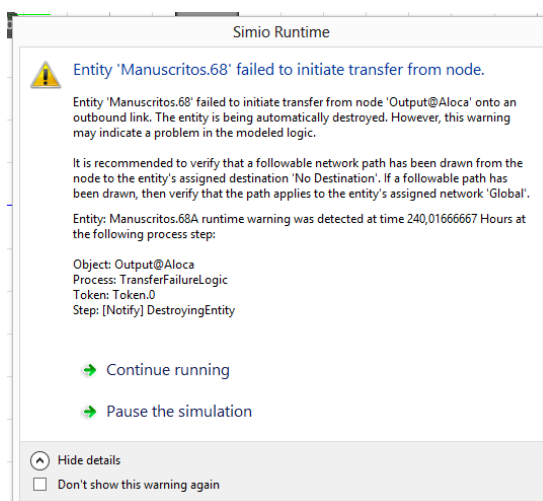 Simio Runtime
Entity 'Manuscritos.68' failed to initiate transfer from node.
Entity 'Manuscritos.68' failed to initiate transfer from node 'Output@Aloca' onto an
outbound link. The entity is being automatically destroyed. However, this warning
may indicate a problem in the modeled logic.
It is recommended to verify that a followable network path has been drawn from the
node to the entity's assigned destination 'No Destination'. If a followable path has
been drawn, then verify that the path applies to the entity's assigned network 'Global'.
Entity: Manuscritos.68A runtime warning was detected at time 240,01666667 Hours at
the following process step:
Object: Output@Aloca
Process: TransferFailureLogic
Token: Token.0
Step: [Notify] DestroyingEntity
Continue running
Pause the simulation
Hide details
Don't show this warning again